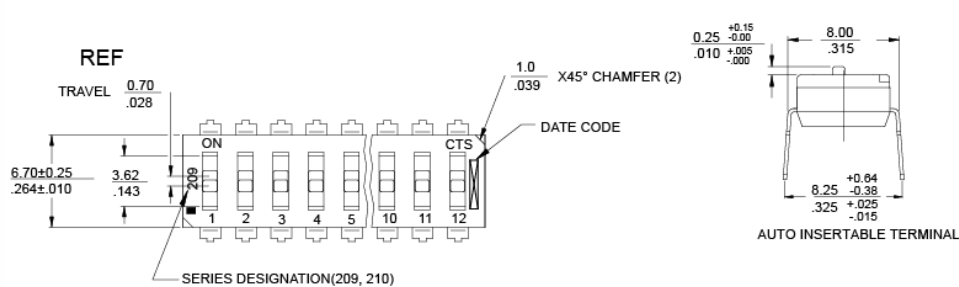 REF
TRAVEL 0.70
.028
1.0
.039
X45° CHAMFER (2)
DATE CODE
ON
CTS
6.70±0.25
.264±.010
3.62
.143
209
1 2 3 4 5 10 11 12
SERIES DESIGNATION(209, 210)
0.25 +0.15
-0.00
.010 +.005
-.000
8.00
.315
8.25 +0.64
-0.38
.325 +.025
-.015
AUTO INSERTABLE TERMINAL